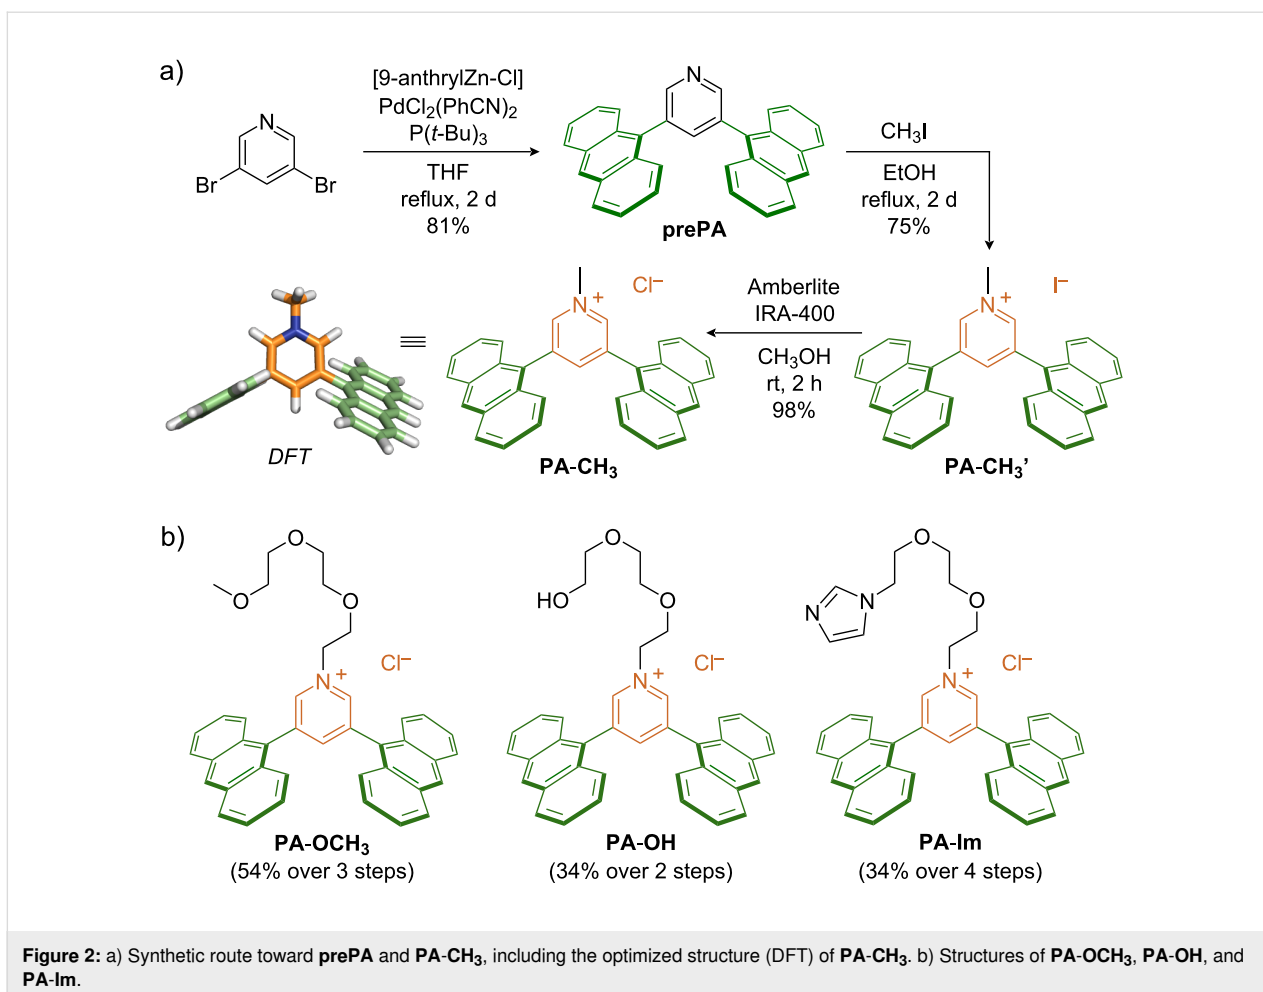 a)
N
Br
Br
[9-anthrylZn-Cl]
PdCl₂(PhCN)₂
P(t-Bu)₃
THF
reflux, 2 d
81%
N
prePA
CH₃I
EtOH
reflux, 2 d
75%
DFT
N⁺
Cl⁻
PA-CH₃
Amberlite
IRA-400
CH₃OH
rt, 2 h
98%
N⁺
I⁻
PA-CH₃’
b)
O
O
O
N⁺
Cl⁻
PA-OCH₃
(54% over 3 steps)
O
HO
O
N⁺
Cl⁻
PA-OH
(34% over 2 steps)
O
N
N
O
N⁺
Cl⁻
PA-Im
(34% over 4 steps)
Figure 2: a) Synthetic route toward prePA and PA-CH₃, including the optimized structure (DFT) of PA-CH₃. b) Structures of PA-OCH₃, PA-OH, and
PA-Im.